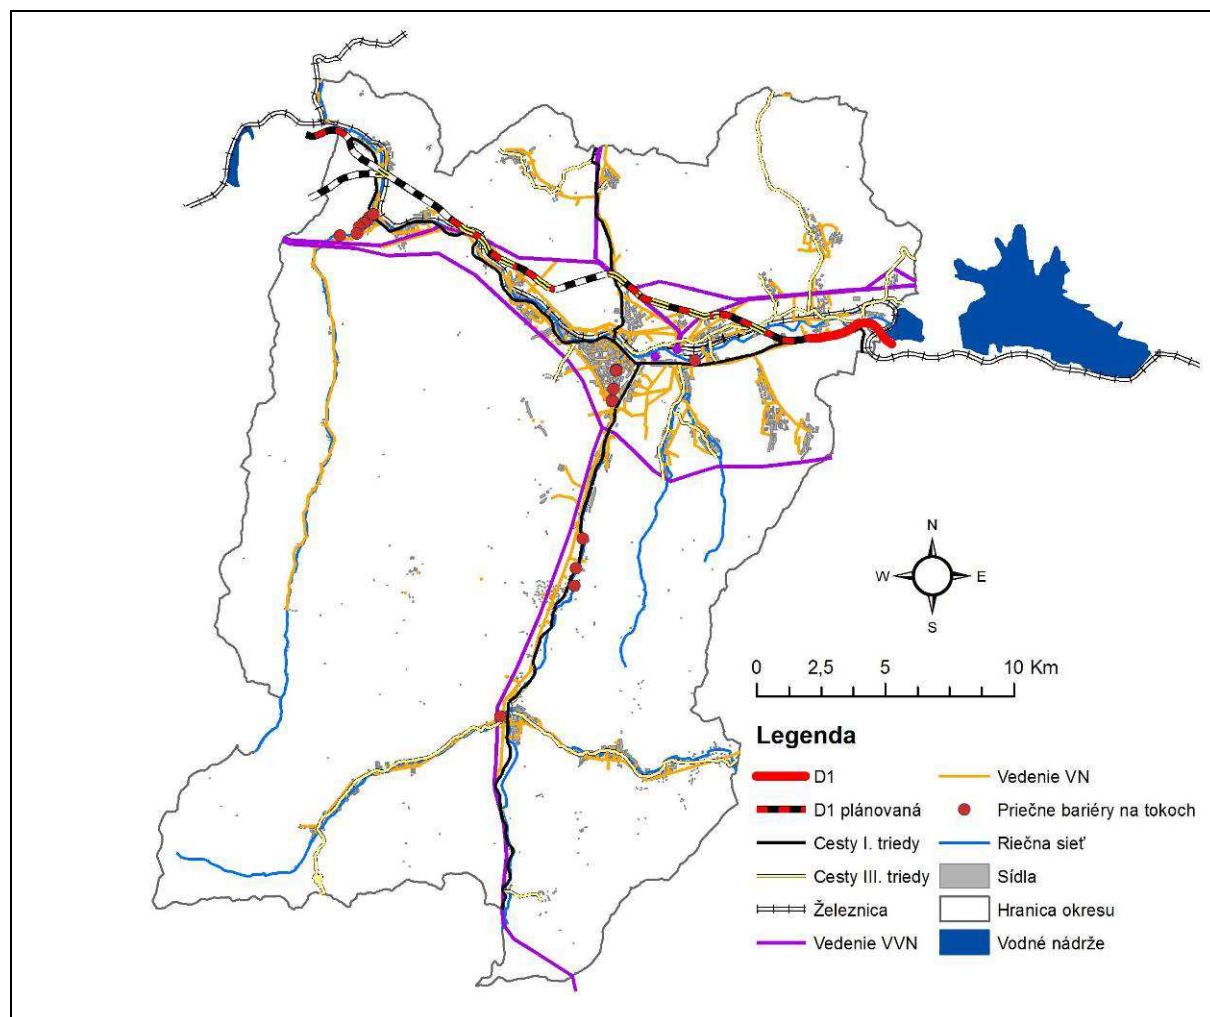 N
W E
S
0 2,5 5 10 Km
Legenda
D1
D1 plánovaná
Cesty I. triedy
Cesty III. triedy
Železnica
Vedenie VVN
Vedenie VN
Priečne bariéry na tokoch
Riečna sieť
Sídla
Hranica okresu
Vodné nádrže